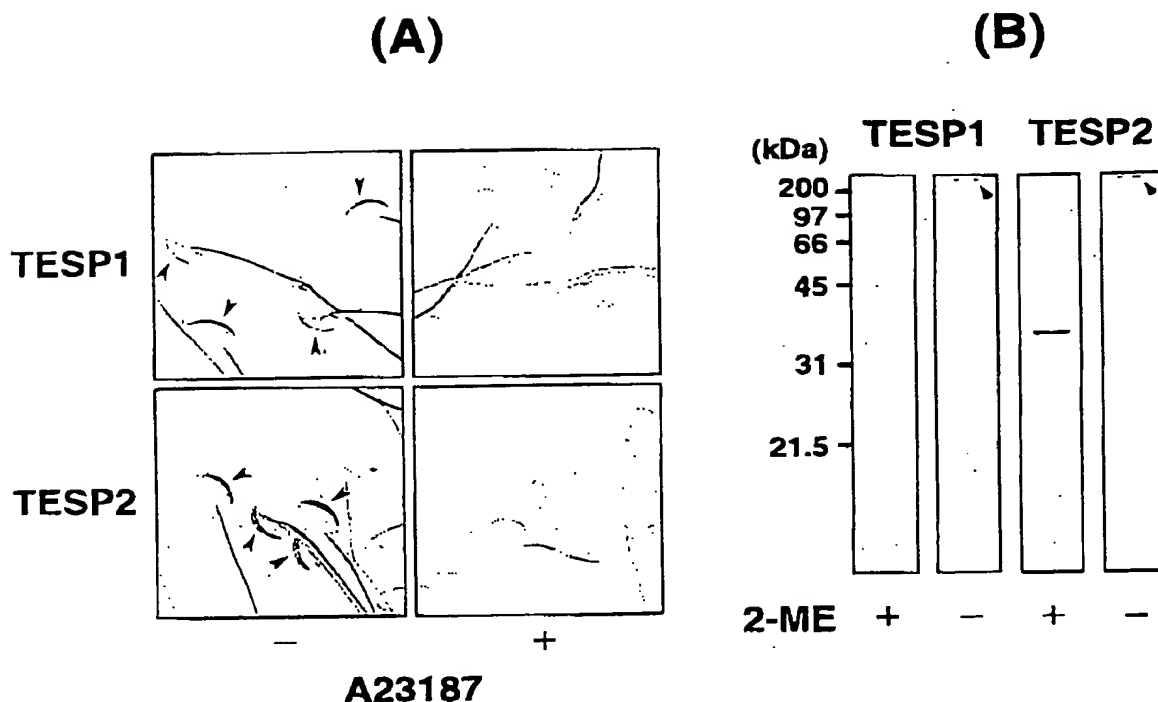 (A)
(B)
TESP1 TESP2
(kDa)
200
97
66
45
31
21.5
TESP1
TESP2
2-ME + − + −
− +
A23187